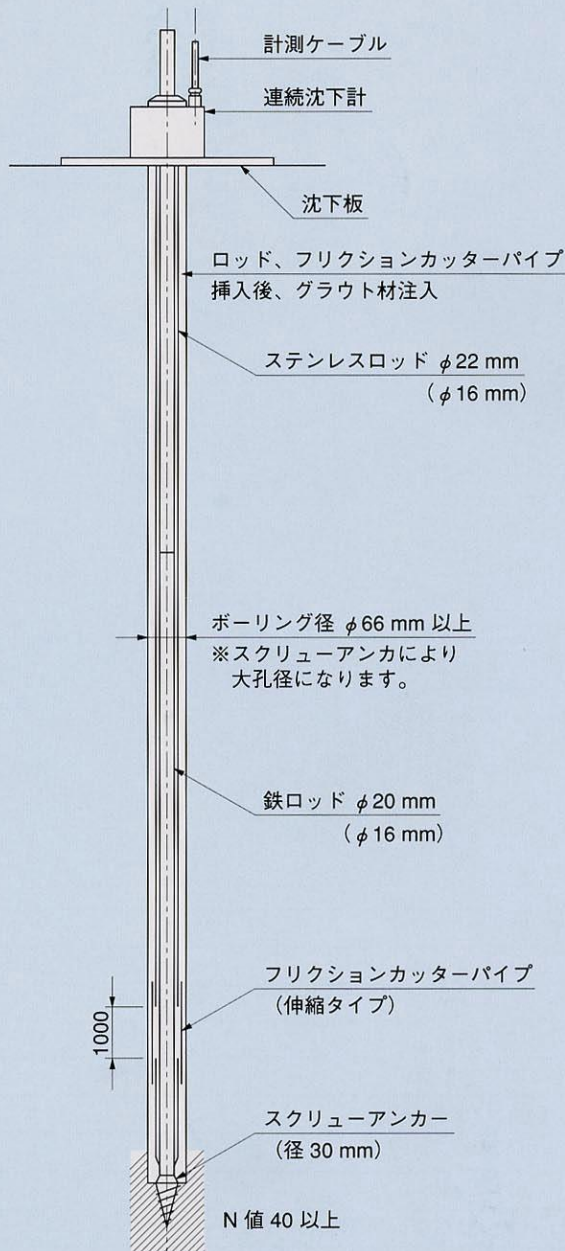 計測ケーブル
連続沈下計
沈下板
ロッド、フリクションカッターパイプ
挿入後、グラウト材注入
ステンレスロッド φ22 mm
(φ16 mm)
ボーリング径 φ66 mm 以上
※スクリューアンカにより
大孔径になります。
鉄ロッド φ20 mm
(φ16 mm)
フリクションカッターパイプ
(伸縮タイプ)
1000
スクリューアンカー
(径 30 mm)
N 値 40 以上